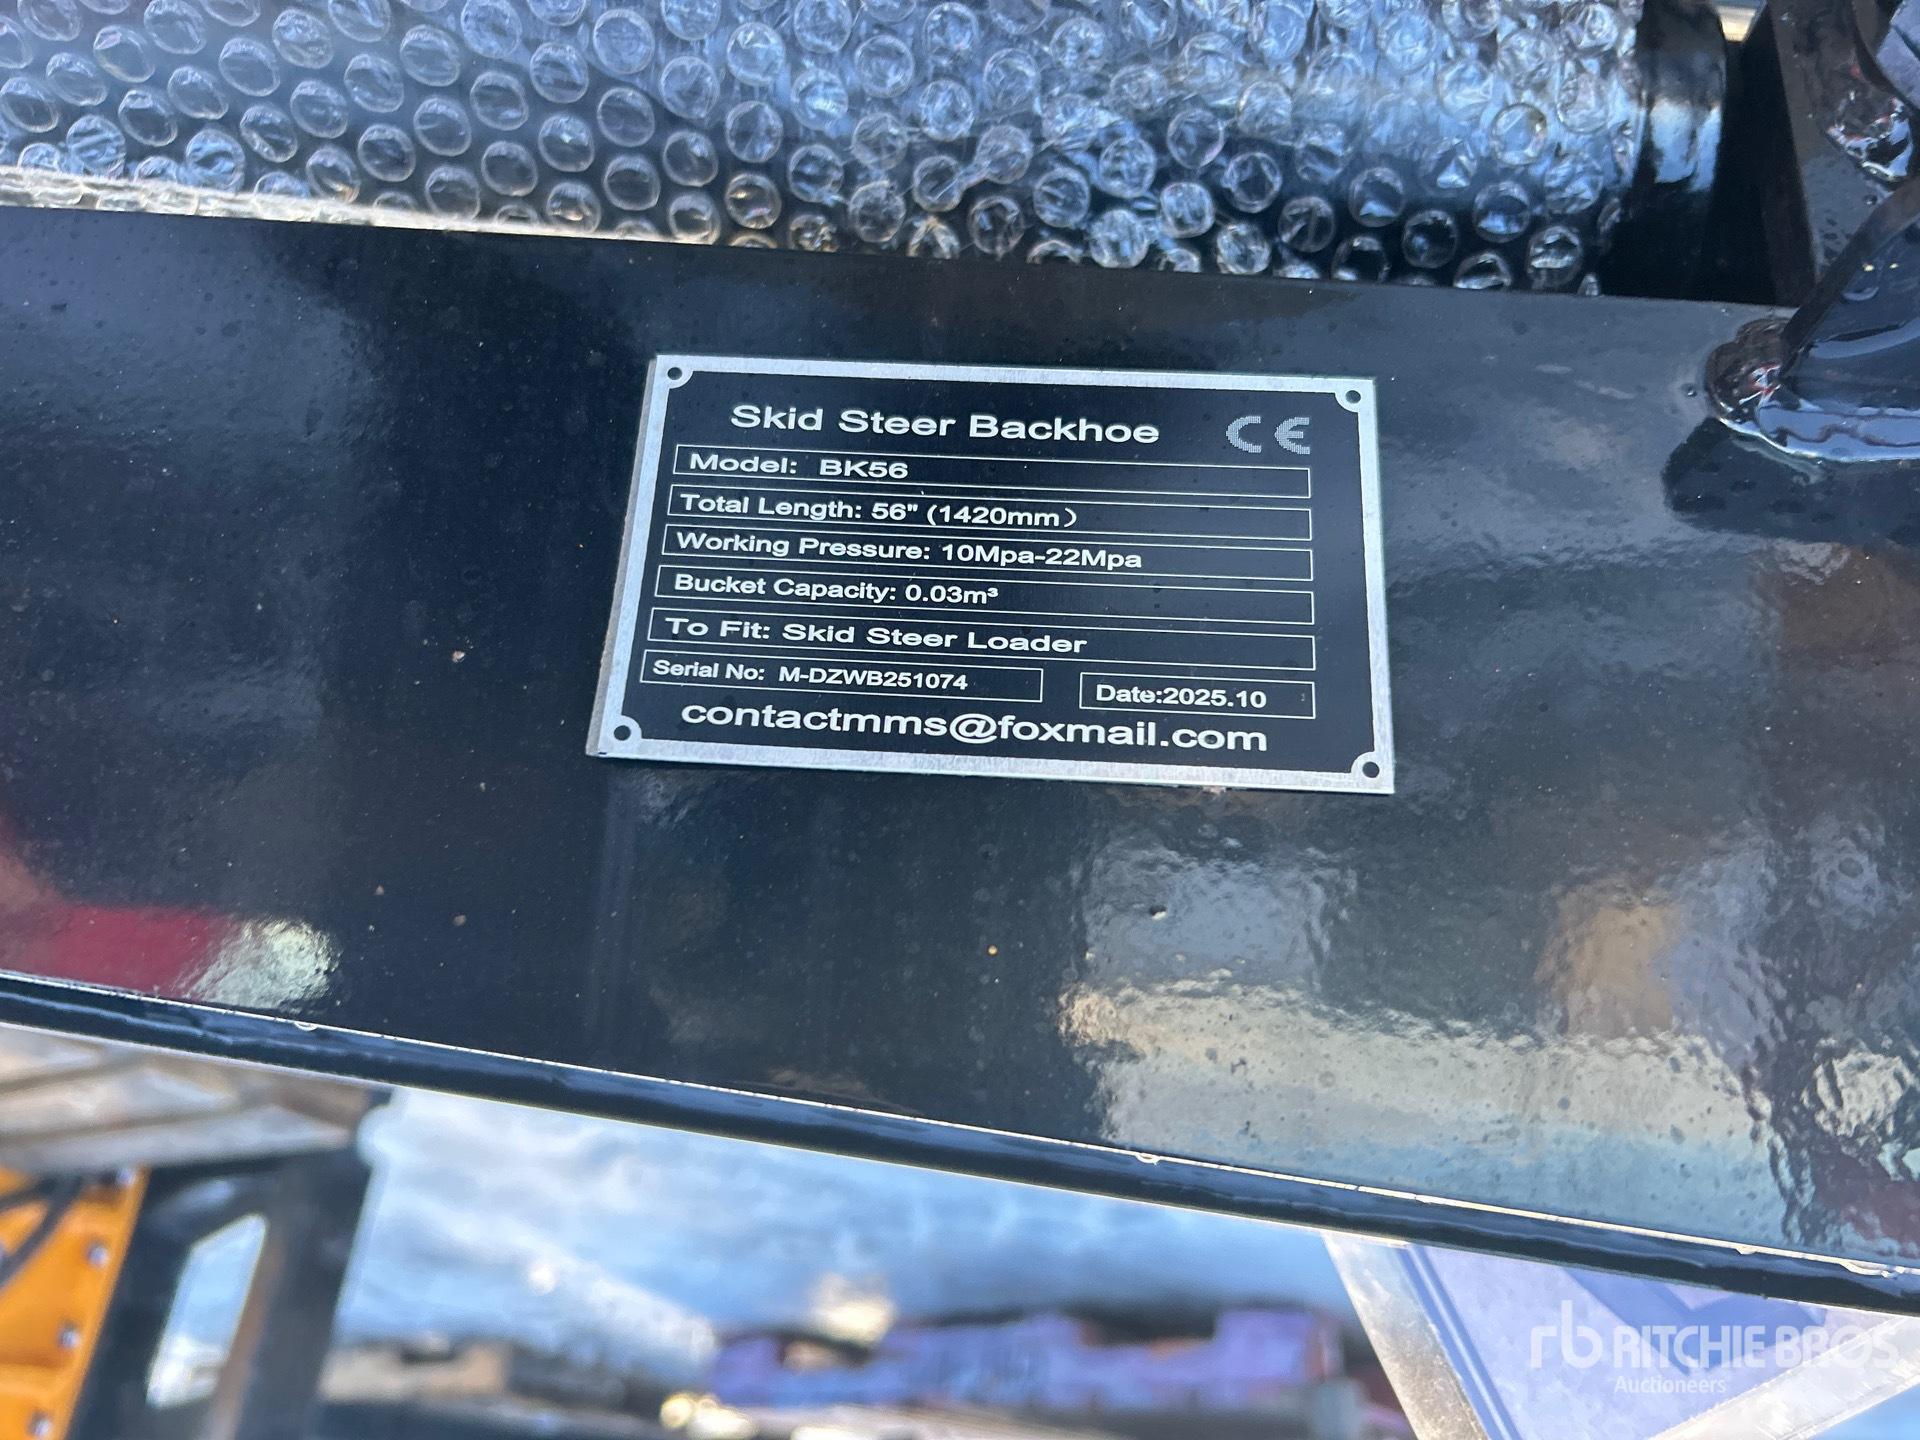 Skid Steer Backhoe CE
Model: BK56
Total Length: 56" (1420mm）
Working Pressure: 10Mpa-22Mpa
Bucket Capacity: 0.03m³
To Fit: Skid Steer Loader
Serial No: M-DZWB251074 Date:2025.10
contactmms@foxmail.com
rb RITCHIE BROS
Auctioneers